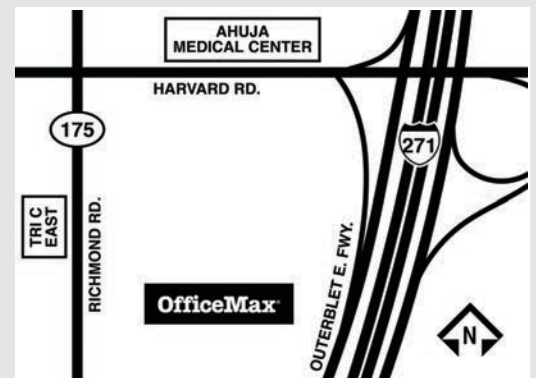 AHUJA
MEDICAL CENTER
HARVARD RD.
175
271
TRI C
EAST
RICHMOND RD.
OfficeMax
OUTERBLET E. FWY.
N